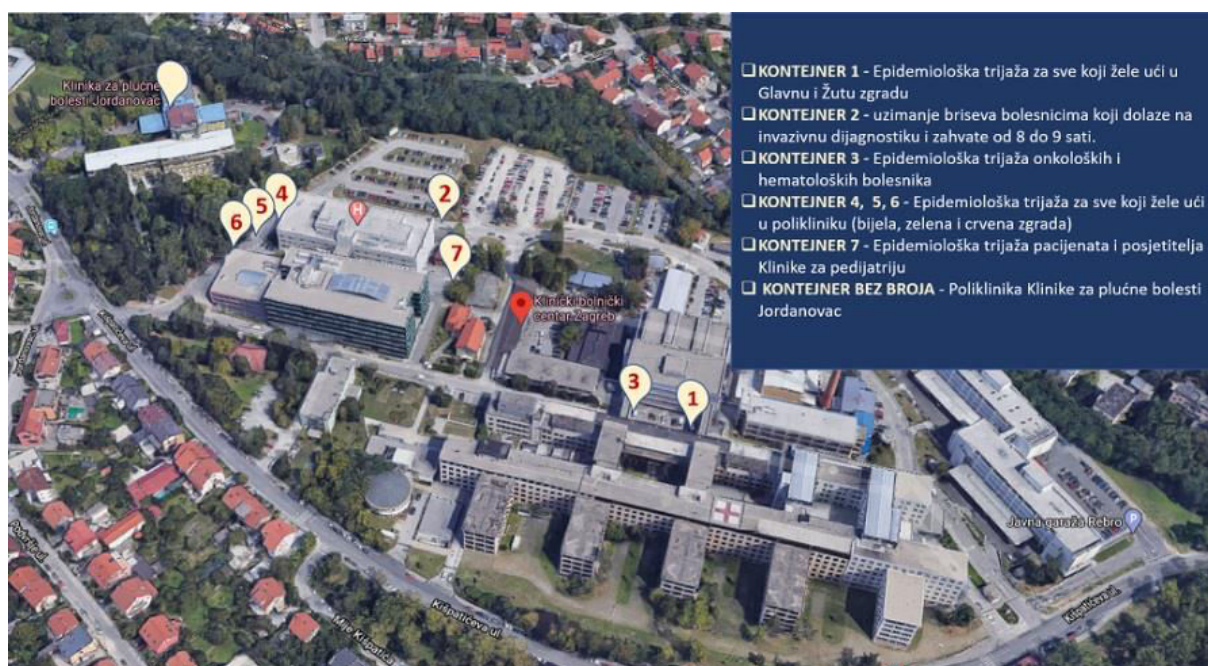 ❑ KONTEJNER 1 - Epidemiološka trijaža za sve koji žele ući u
Glavnu i Žutu zgradu
❑ KONTEJNER 2 - uzimanje briseva bolesnicima koji dolaze na
invazivnu dijagnostiku i zahvate od 8 do 9 sati.
❑ KONTEJNER 3 - Epidemiološka trijaža onkoloških i
hematoloških bolesnika
❑ KONTEJNER 4, 5, 6 - Epidemiološka trijaža za sve koji žele ući
u polikliniku (bijela, zelena i crvena zgrada)
❑ KONTEJNER 7 - Epidemiološka trijaža pacijenata i posjetitelja
Klinike za pedijatriju
❑ KONTEJNER BEZ BROJA - Poliklinika Klinike za plućne bolesti
Jordanovac
Klinika za plućne
bolesti Jordanovac
4
2
5
6
H
7
Klinički bolnički
centar Zagreb
3
1
Javna garaža Rebro
P
Kišpatićeva ul.
Kišpatićeva ul.
Mije Kišpatića